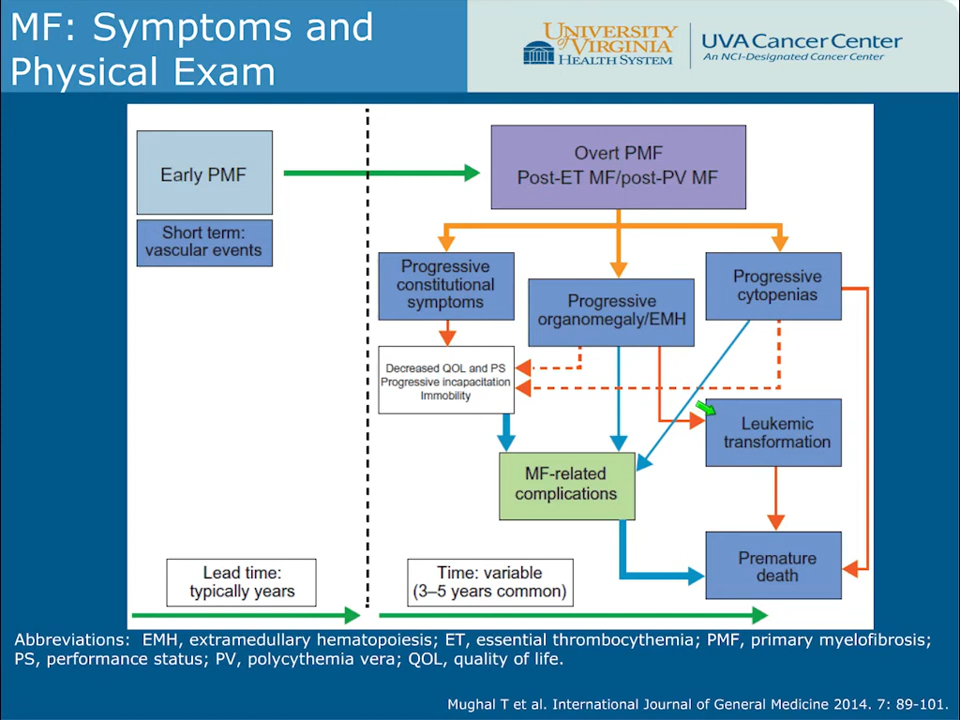 MF: Symptoms and
Physical Exam
UNIVERSITY
of VIRGINIA
HEALTH SYSTEM
UVA Cancer Center
An NCI-Designated Cancer Center
Early PMF
Short term:
vascular events
Overt PMF
Post-ET MF/post-PV MF
Progressive
constitutional
symptoms
Progressive
organomegaly/EMH
Progressive
cytopenias
Decreased QOL and PS
Progressive incapacitation
Immobility
Leukemic
transformation
MF-related
complications
Premature
death
Lead time:
typically years
Time: variable
(3–5 years common)
Abbreviations: EMH, extramedullary hematopoiesis; ET, essential thrombocythemia; PMF, primary myelofibrosis;
PS, performance status; PV, polycythemia vera; QOL, quality of life.
Mughal T et al. International Journal of General Medicine 2014. 7: 89-101.